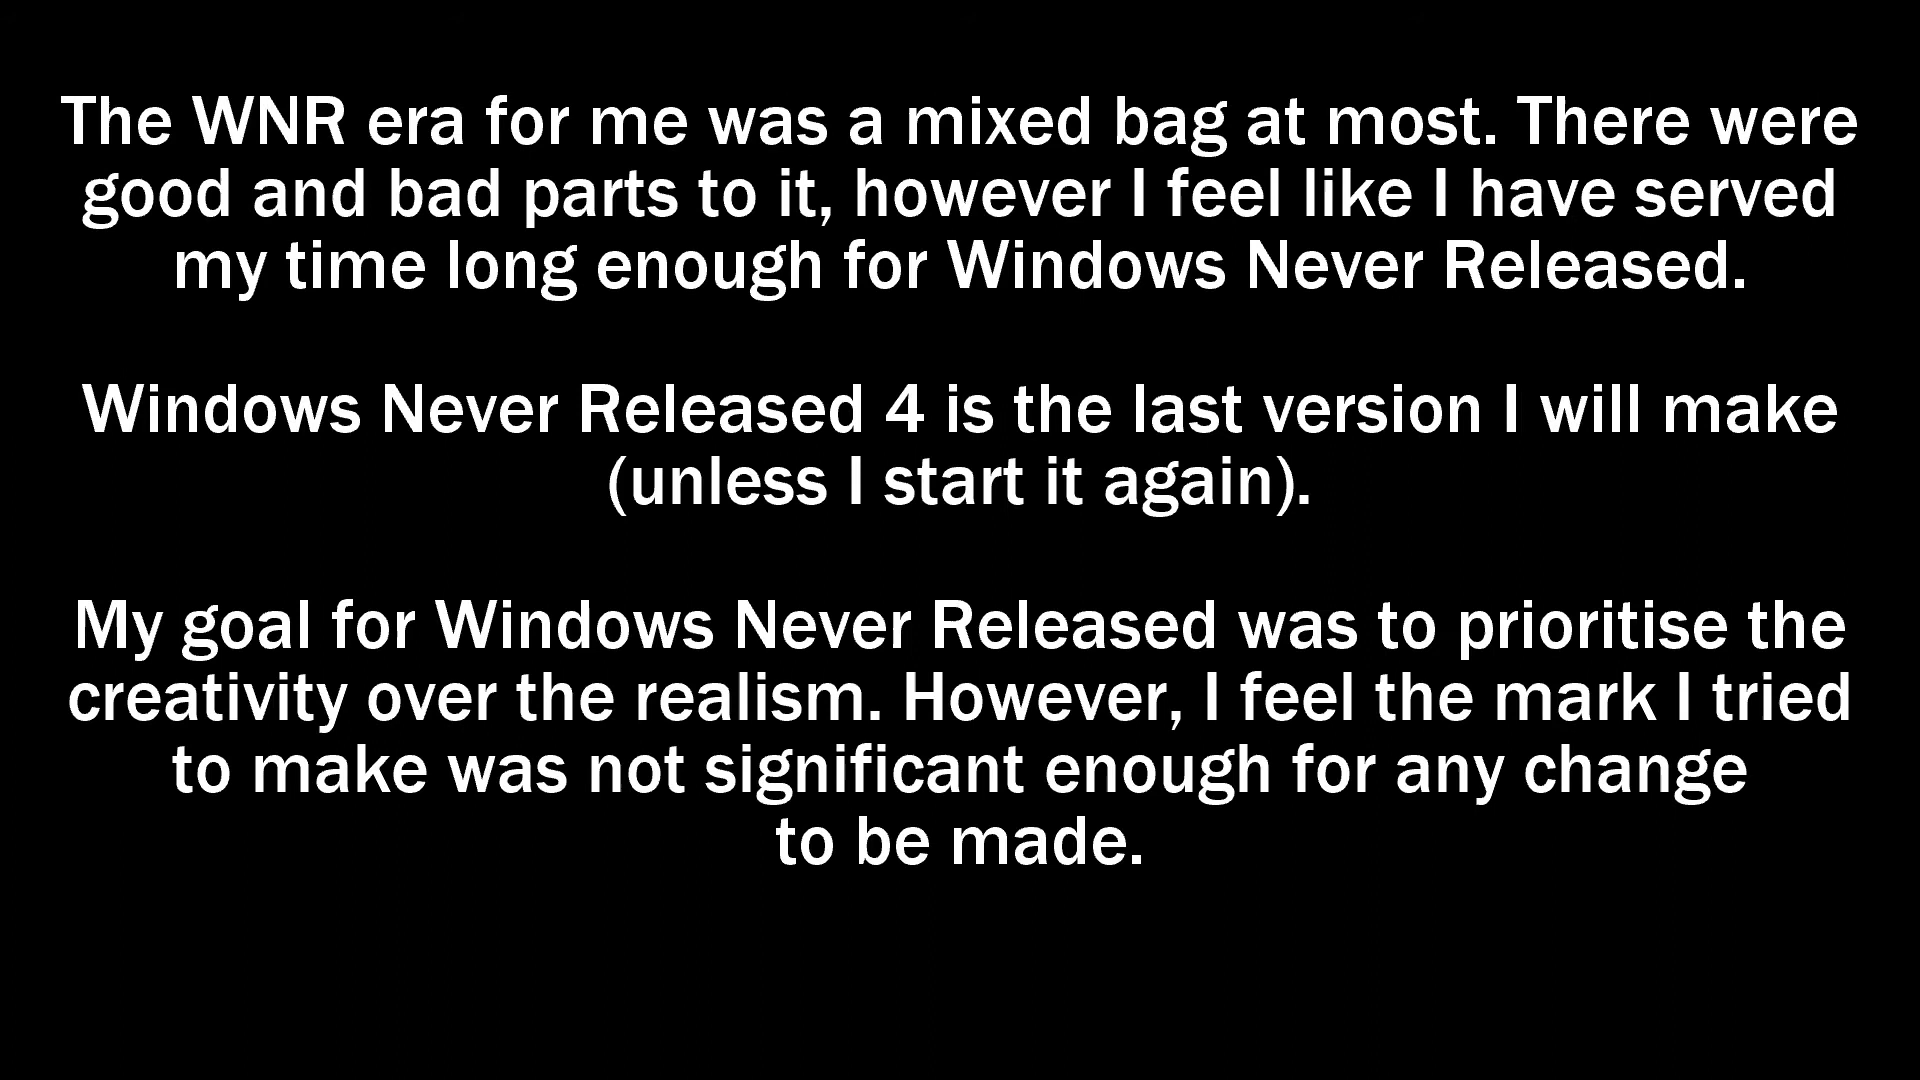 The WNR era for me was a mixed bag at most. There were
good and bad parts to it, however I feel like I have served
my time long enough for Windows Never Released.
Windows Never Released 4 is the last version I will make
(unless I start it again).
My goal for Windows Never Released was to prioritise the
creativity over the realism. However, I feel the mark I tried
to make was not significant enough for any change
to be made.